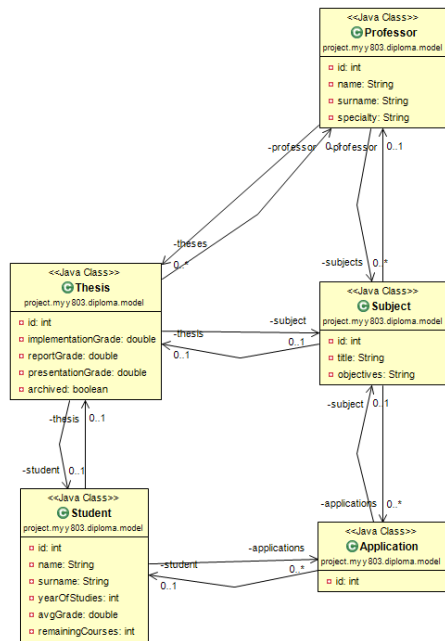 <<Java Class>>
Professor
project.myy803.diploma.model
id: int
name: String
surname: String
specialty: String
-professor
0..1
-professor
0..1
-theses
0..*
-subjects
0..*
<<Java Class>>
Thesis
project.myy803.diploma.model
id: int
implementationGrade: double
reportGrade: double
presentationGrade: double
archived: boolean
-subject
0..1
-thesis
0..1
<<Java Class>>
Subject
project.myy803.diploma.model
id: int
title: String
objectives: String
-thesis
0..1
-student
0..1
-subject
0..1
-applications
0..*
<<Java Class>>
Student
project.myy803.diploma.model
id: int
name: String
surname: String
yearOfStudies: int
avgGrade: double
remainingCourses: int
-applications
0..*
-student
0..1
<<Java Class>>
Application
project.myy803.diploma.model
id: int